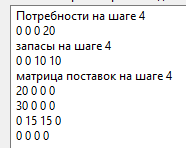 Потребности на шаге 4
0 0 0 20
запасы на шаге 4
0 0 10 10
матрица поставок на шаге 4
20 0 0 0
30 0 0 0
0 15 15 0
0 0 0 0